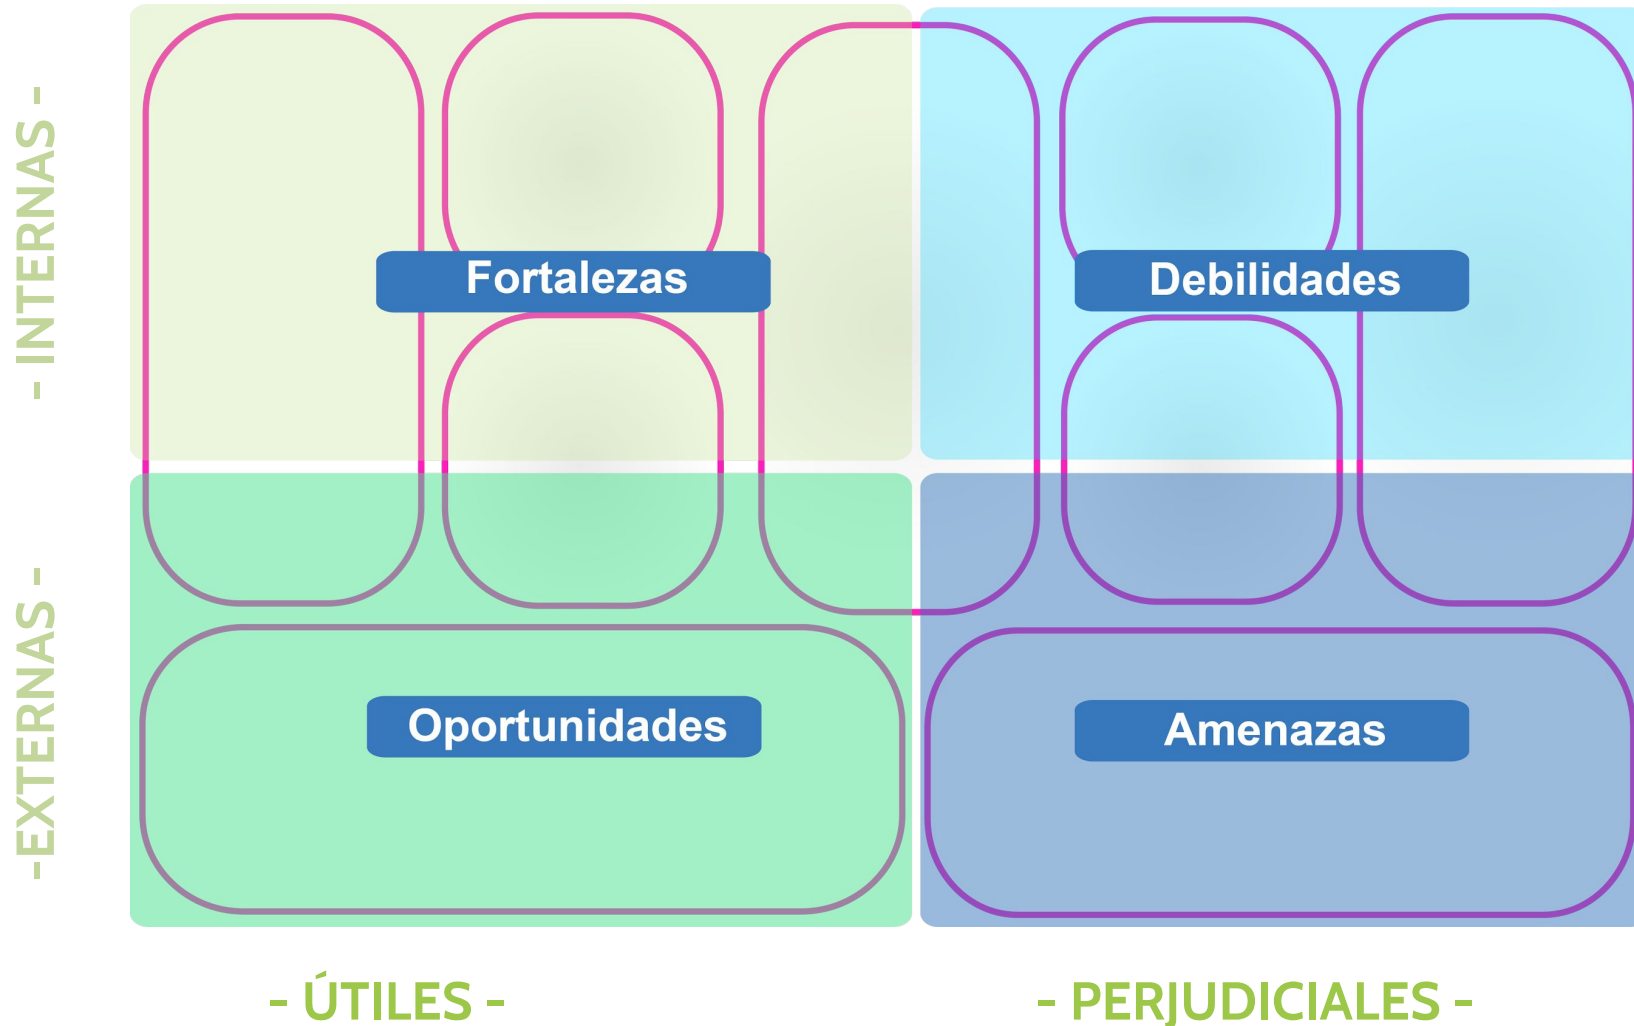 - INTERNAS -
Fortalezas
Debilidades
-EXTERNAS -
Oportunidades
Amenazas
- ÚTILES -
- PERJUDICIALES -